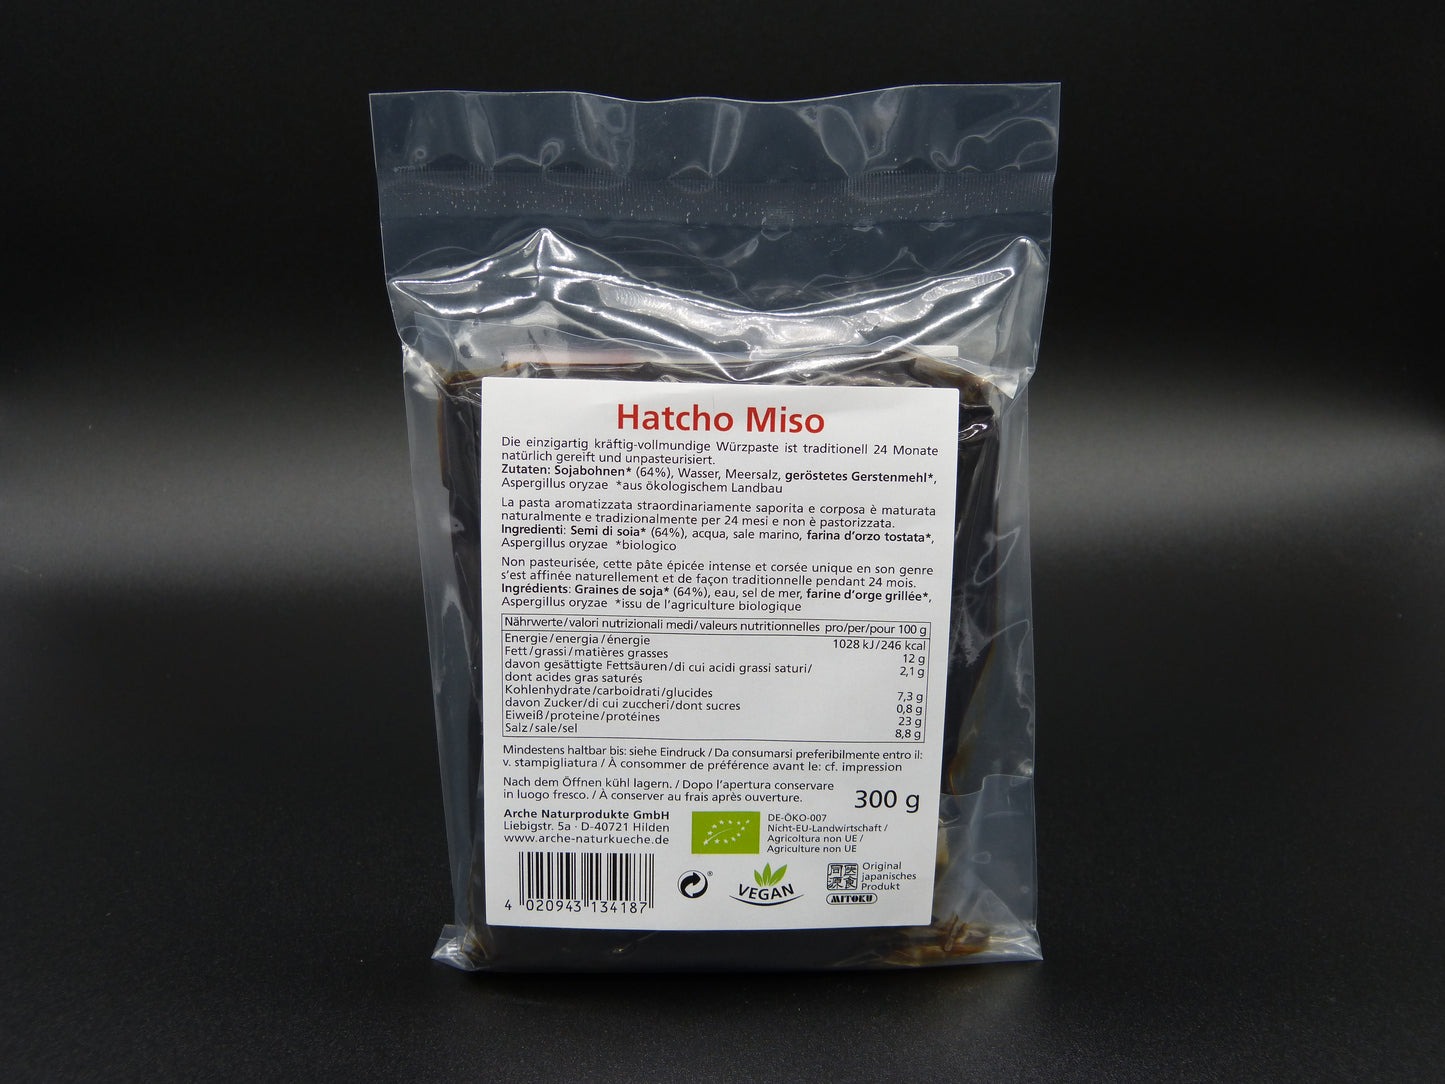 Hatcho Miso
Die einzigartig kräftig-vollmundige Würzpaste ist traditionell 24 Monate
natürlich gereift und unpasteurisiert.
Zutaten: Sojabohnen* (64%), Wasser, Meersalz, geröstetes Gerstenmehl*,
Aspergillus oryzae *aus ökologischem Landbau
La pasta aromatizzata straordinariamente saporita e corposa è maturata
naturalmente e tradizionalmente per 24 mesi e non è pastorizzata.
Ingredienti: Semi di soia* (64%), acqua, sale marino, farina d'orzo tostata*,
Aspergillus oryzae *biologico
Non pasteurisée, cette pâte épicée intense et corsée unique en son genre
s'est affinée naturellement et de façon traditionnelle pendant 24 mois.
Ingrédients: Graines de soja* (64%), eau, sel de mer, farine d'orge grillée*,
Aspergillus oryzae *issu de l'agriculture biologique
Nährwerte/valori nutrizionali medi/valeurs nutritionnelles pro/per/pour 100 g
Energie/energia/énergie 1028 kJ/246 kcal
Fett/grassi/matières grasses 12 g
davon gesättigte Fettsäuren/di cui acidi grassi saturi/ 2,1 g
dont acides gras saturés
Kohlenhydrate/carboidrati/glucides 7,3 g
davon Zucker/di cui zuccheri/dont sucres 0,8 g
Eiweiß/proteine/protéines 23 g
Salz/sale/sel 8,8 g
Mindestens haltbar bis: siehe Eindruck / Da consumarsi preferibilmente entro il:
v. stampigliatura / À consommer de préférence avant le: cf. impression
Nach dem Öffnen kühl lagern. / Dopo l'apertura conservare
in luogo fresco. / À conserver au frais après ouverture.
300 g
Arche Naturprodukte GmbH
Liebigstr. 5a · D-40721 Hilden
www.arche-naturkueche.de
DE-ÖKO-007
Nicht-EU-Landwirtschaft /
Agricoltura non UE /
Agriculture non UE
4 020943 134187
®
VEGAN
同医
源食
MITOKU
Original
japanisches
Produkt